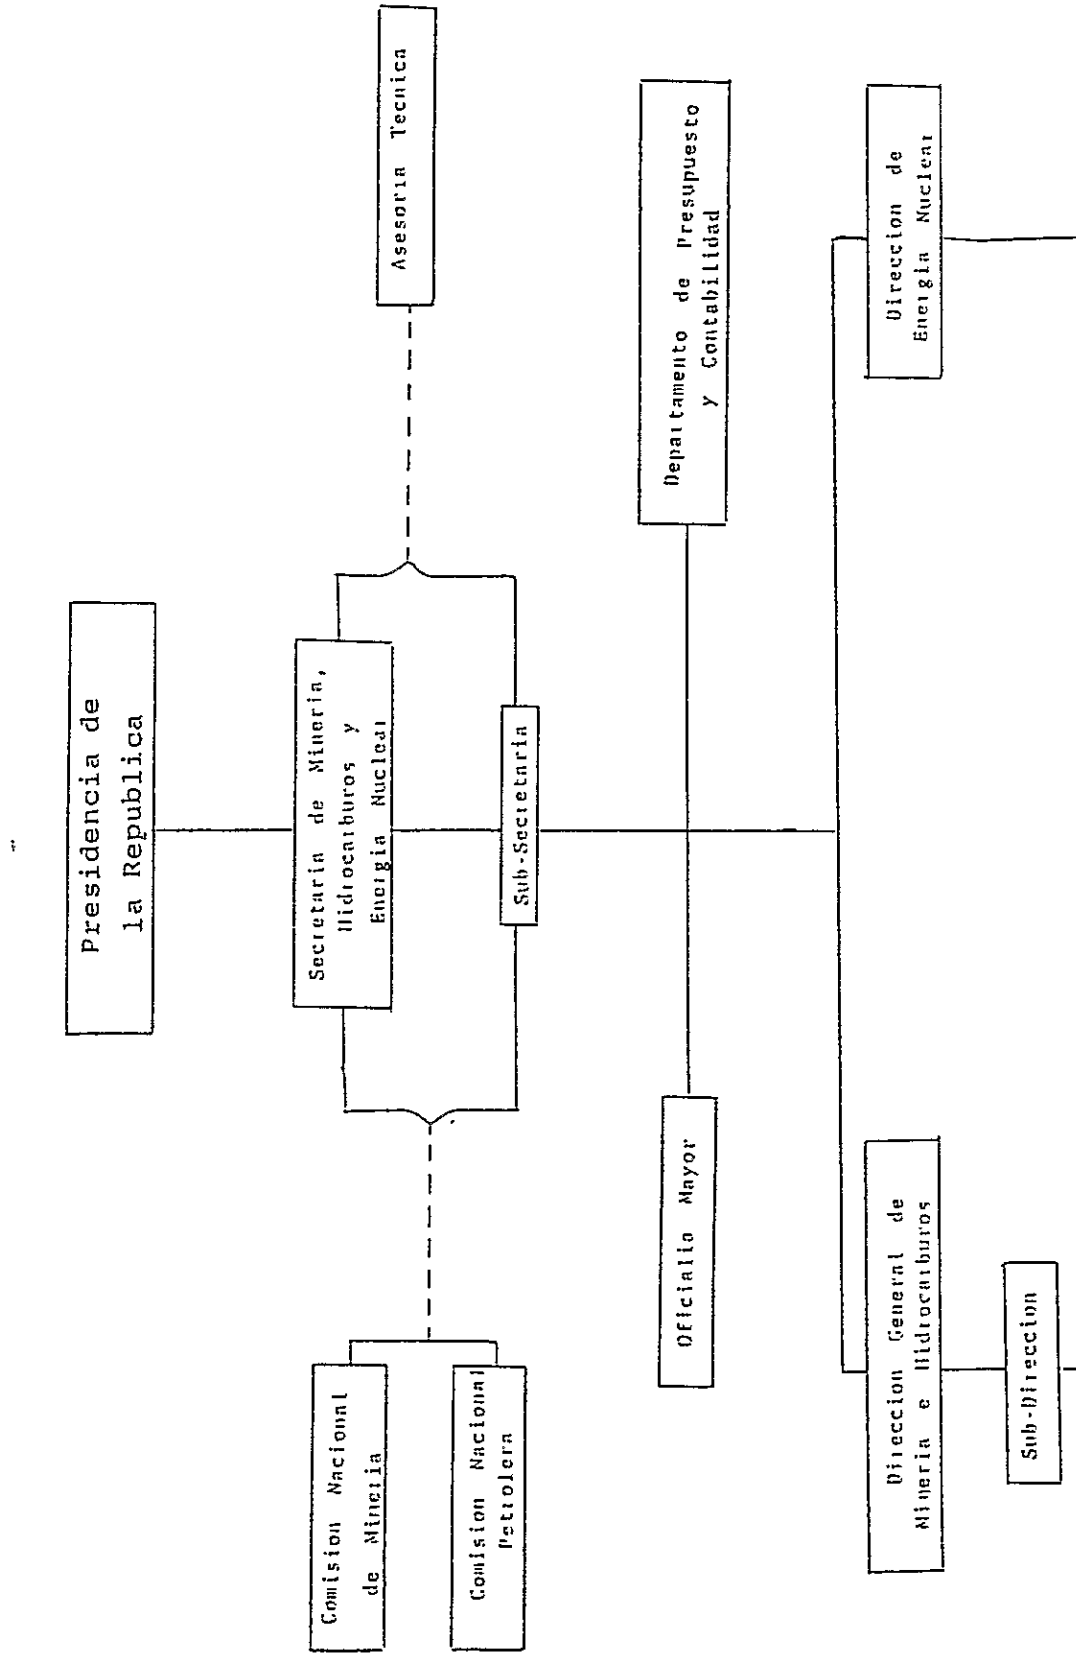 Presidencia de
la Republica
Secretaria de Mineria,
Hidrocarburos y
Energia Nuclear
Asesoria Tecnica
Comision Nacional
de Mineria
Comision Nacional
Petrolera
Sub-Secretaria
Oficialia Mayor
Departamento de Presupuesto
y Contabilidad
Direccion General de
Mineria e Hidrocarburos
Direccion de
Energia Nuclear
Sub-Direccion